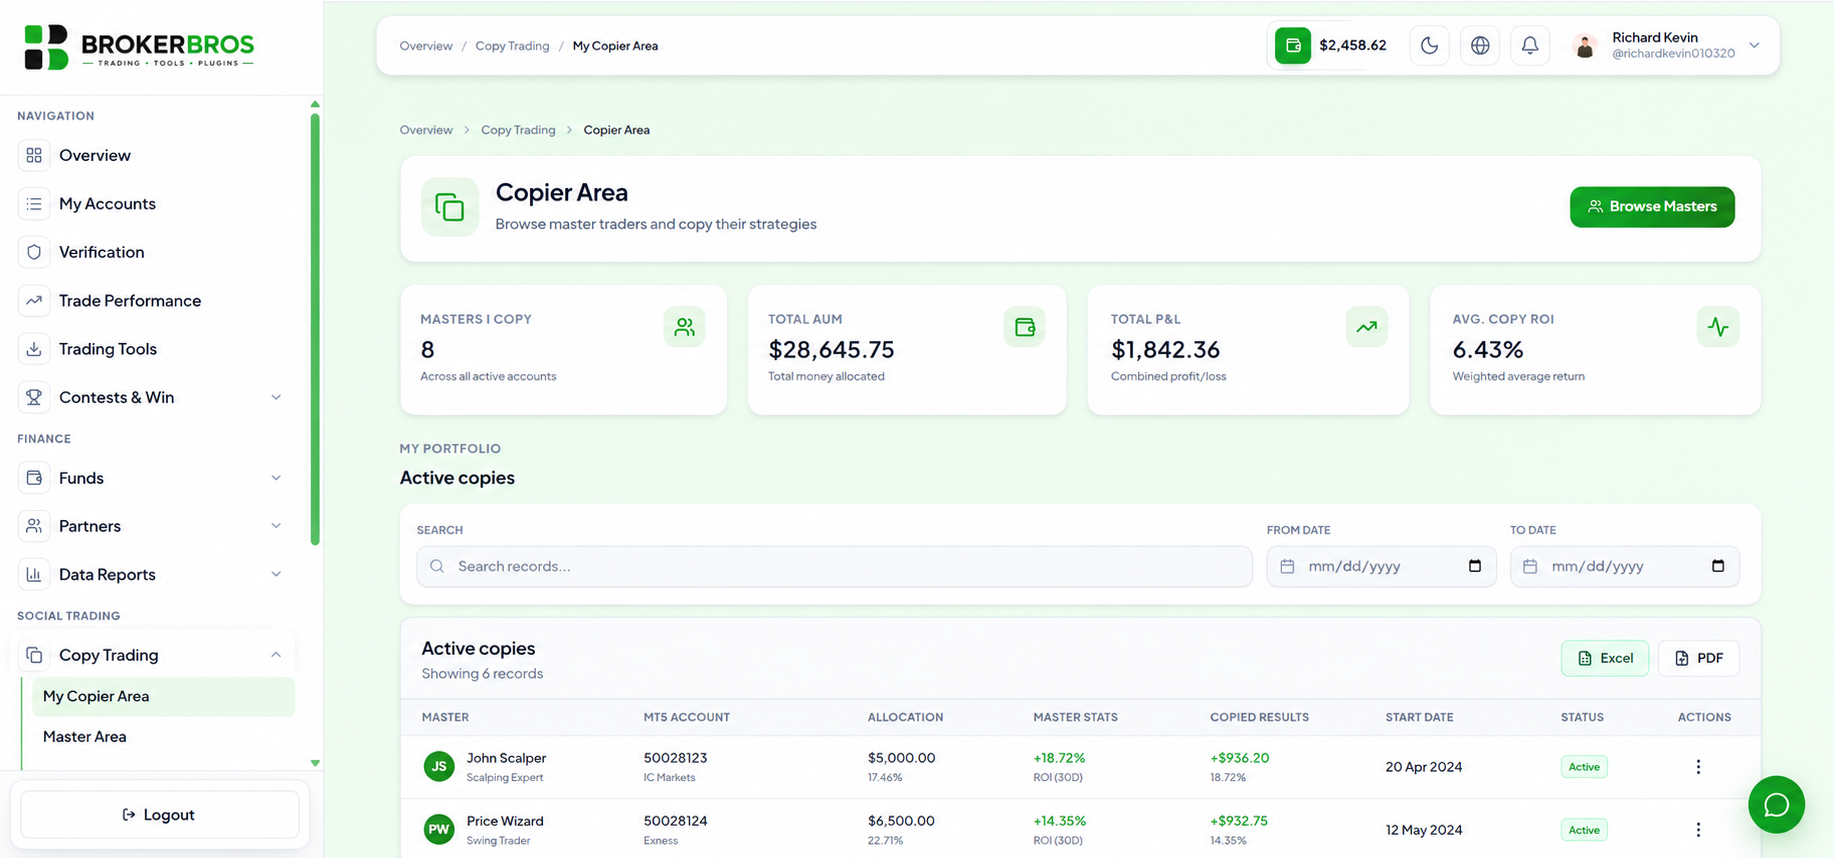 BROKERBROS
TRADING • TOOLS • PLUGINS
NAVIGATION
Overview
My Accounts
Verification
Trade Performance
Trading Tools
Contests & Win
FINANCE
Funds
Partners
Data Reports
SOCIAL TRADING
Copy Trading
My Copier Area
Master Area
Logout
Overview / Copy Trading / My Copier Area
$2,458.62
Richard Kevin
@richardkevin010320
Overview > Copy Trading > Copier Area
Copier Area
Browse master traders and copy their strategies
Browse Masters
MASTERS I COPY
8
Across all active accounts
TOTAL AUM
$28,645.75
Total money allocated
TOTAL P&L
$1,842.36
Combined profit/loss
AVG. COPY ROI
6.43%
Weighted average return
MY PORTFOLIO
Active copies
SEARCH
Search records...
FROM DATE
mm/dd/yyyy
TO DATE
mm/dd/yyyy
Active copies
Showing 6 records
Excel
PDF
MASTER MT5 ACCOUNT ALLOCATION MASTER STATS COPIED RESULTS START DATE STATUS ACTIONS
JS John Scalper 50028123 $5,000.00 +18.72% +$936.20 20 Apr 2024 Active
Scalping Expert IC Markets 17.46% ROI (30D) 18.72%
PW Price Wizard 50028124 $6,500.00 +14.35% +$932.75 12 May 2024 Active
Swing Trader Exness 22.71% ROI (30D) 14.35%